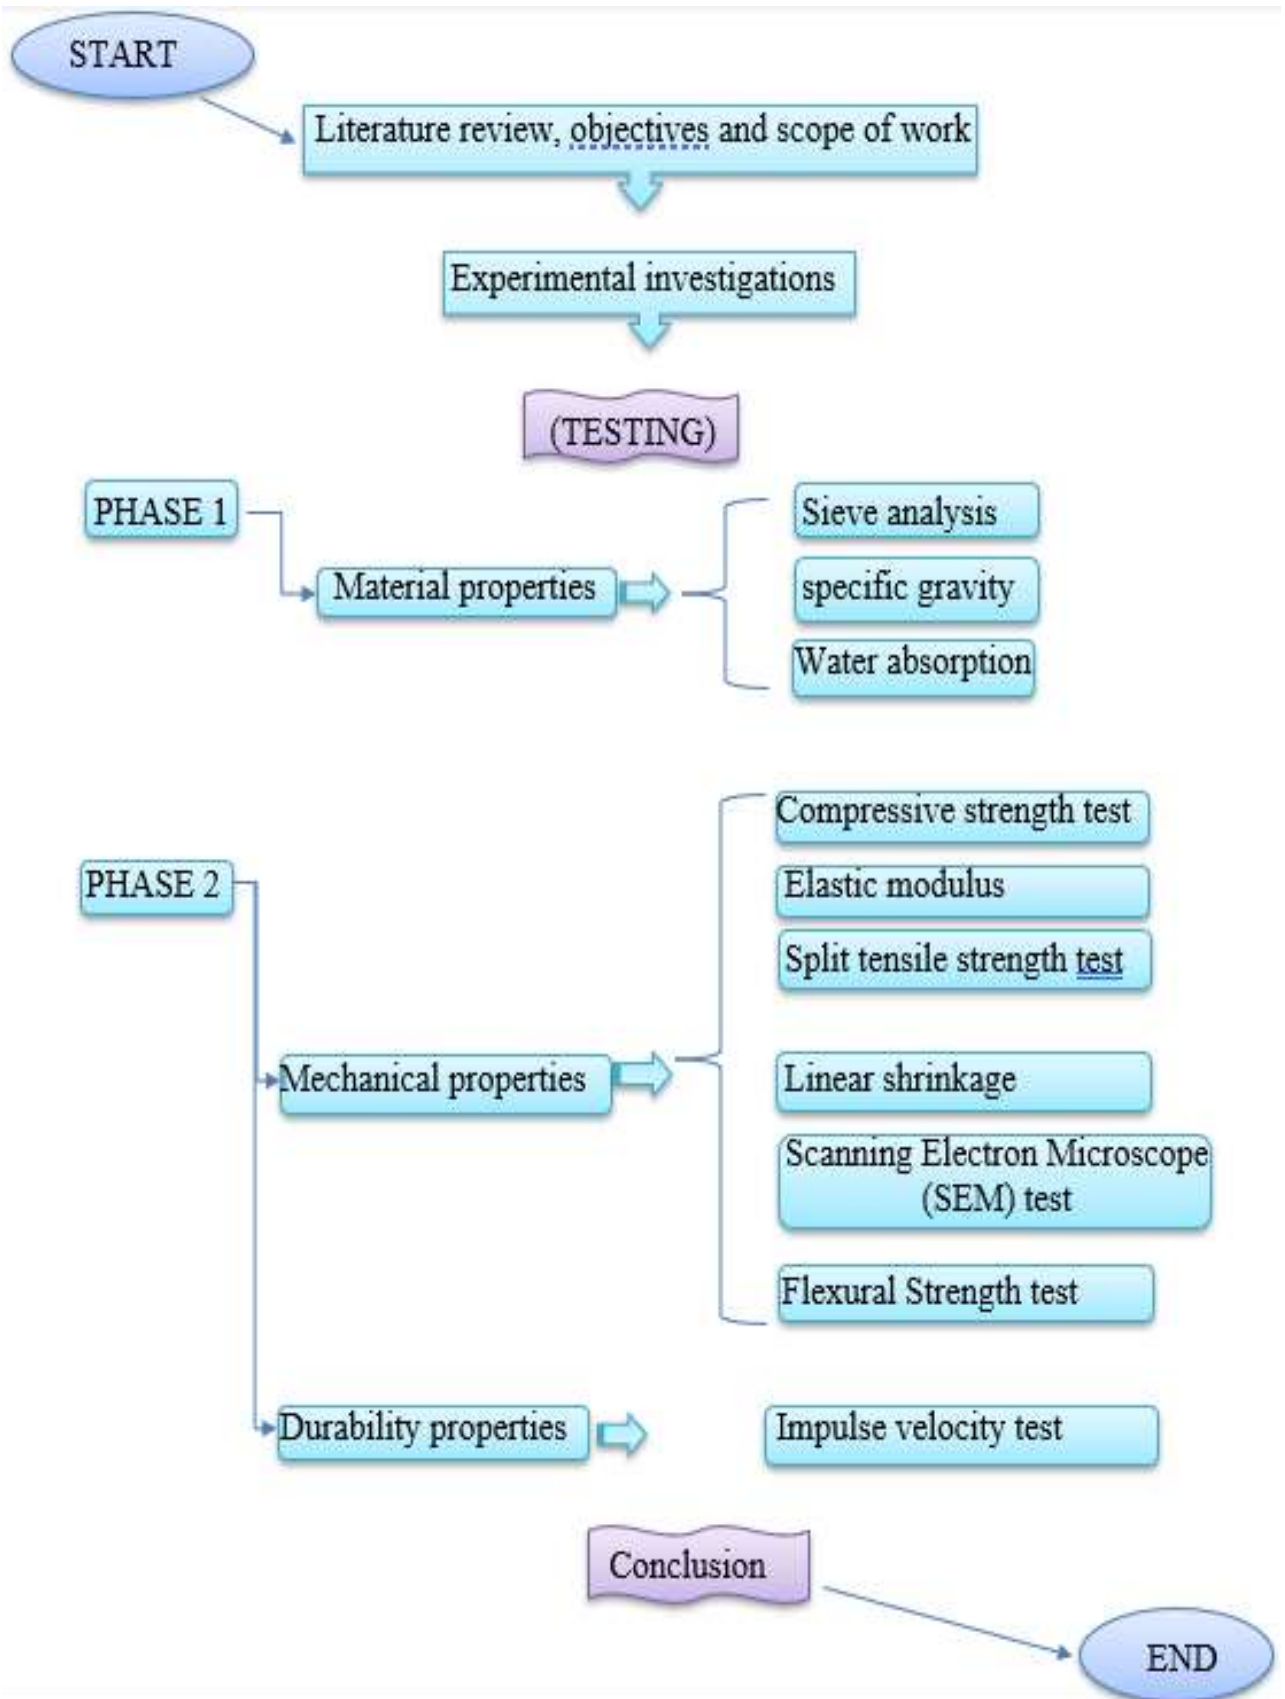 START
Literature review, objectives and scope of work
Experimental investigations
(TESTING)
PHASE 1
Material properties
Sieve analysis
specific gravity
Water absorption
PHASE 2
Mechanical properties
Compressive strength test
Elastic modulus
Split tensile strength test
Linear shrinkage
Scanning Electron Microscope
(SEM) test
Flexural Strength test
Durability properties
Impulse velocity test
Conclusion
END